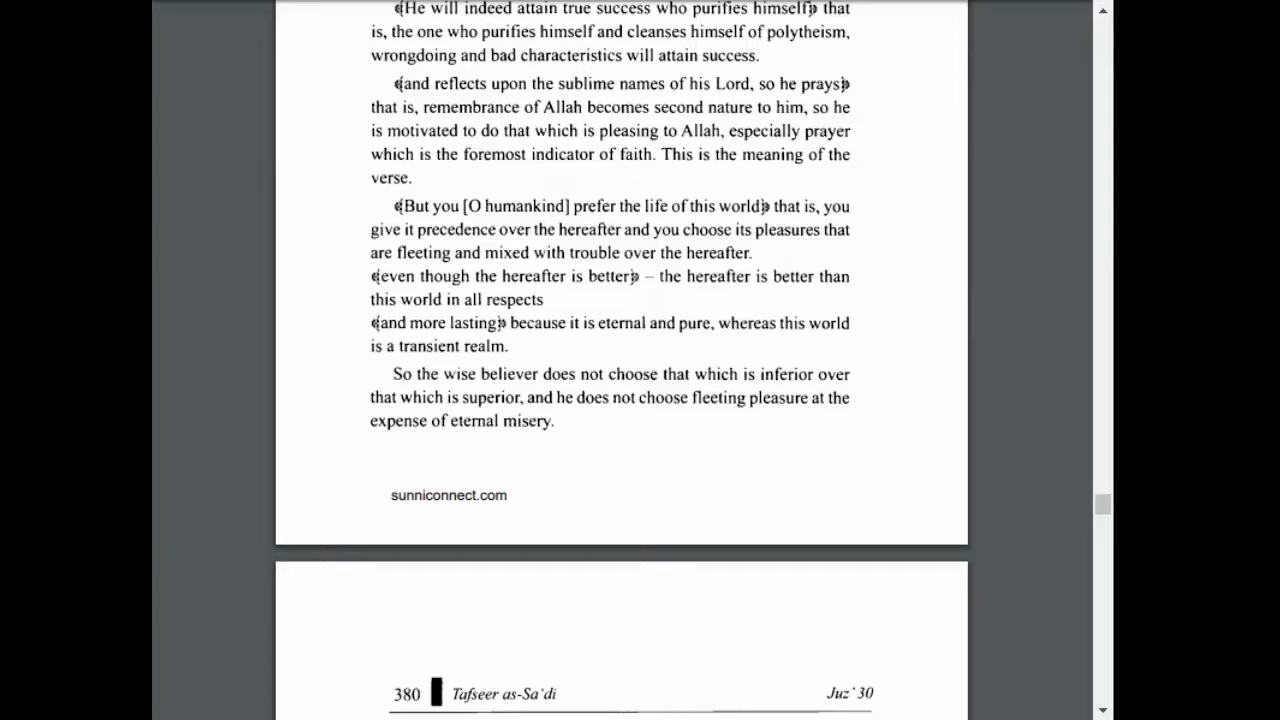 ﴾He will indeed attain true success who purifies himself﴿ that
is, the one who purifies himself and cleanses himself of polytheism,
wrongdoing and bad characteristics will attain success.
﴾and reflects upon the sublime names of his Lord, so he prays﴿
that is, remembrance of Allah becomes second nature to him, so he
is motivated to do that which is pleasing to Allah, especially prayer
which is the foremost indicator of faith. This is the meaning of the
verse.
﴾But you [O humankind] prefer the life of this world﴿ that is, you
give it precedence over the hereafter and you choose its pleasures that
are fleeting and mixed with trouble over the hereafter.
﴾even though the hereafter is better﴿ – the hereafter is better than
this world in all respects
﴾and more lasting﴿ because it is eternal and pure, whereas this world
is a transient realm.
So the wise believer does not choose that which is inferior over
that which is superior, and he does not choose fleeting pleasure at the
expense of eternal misery.
sunniconnect.com
380 Tafseer as-Sa'di Juz' 30